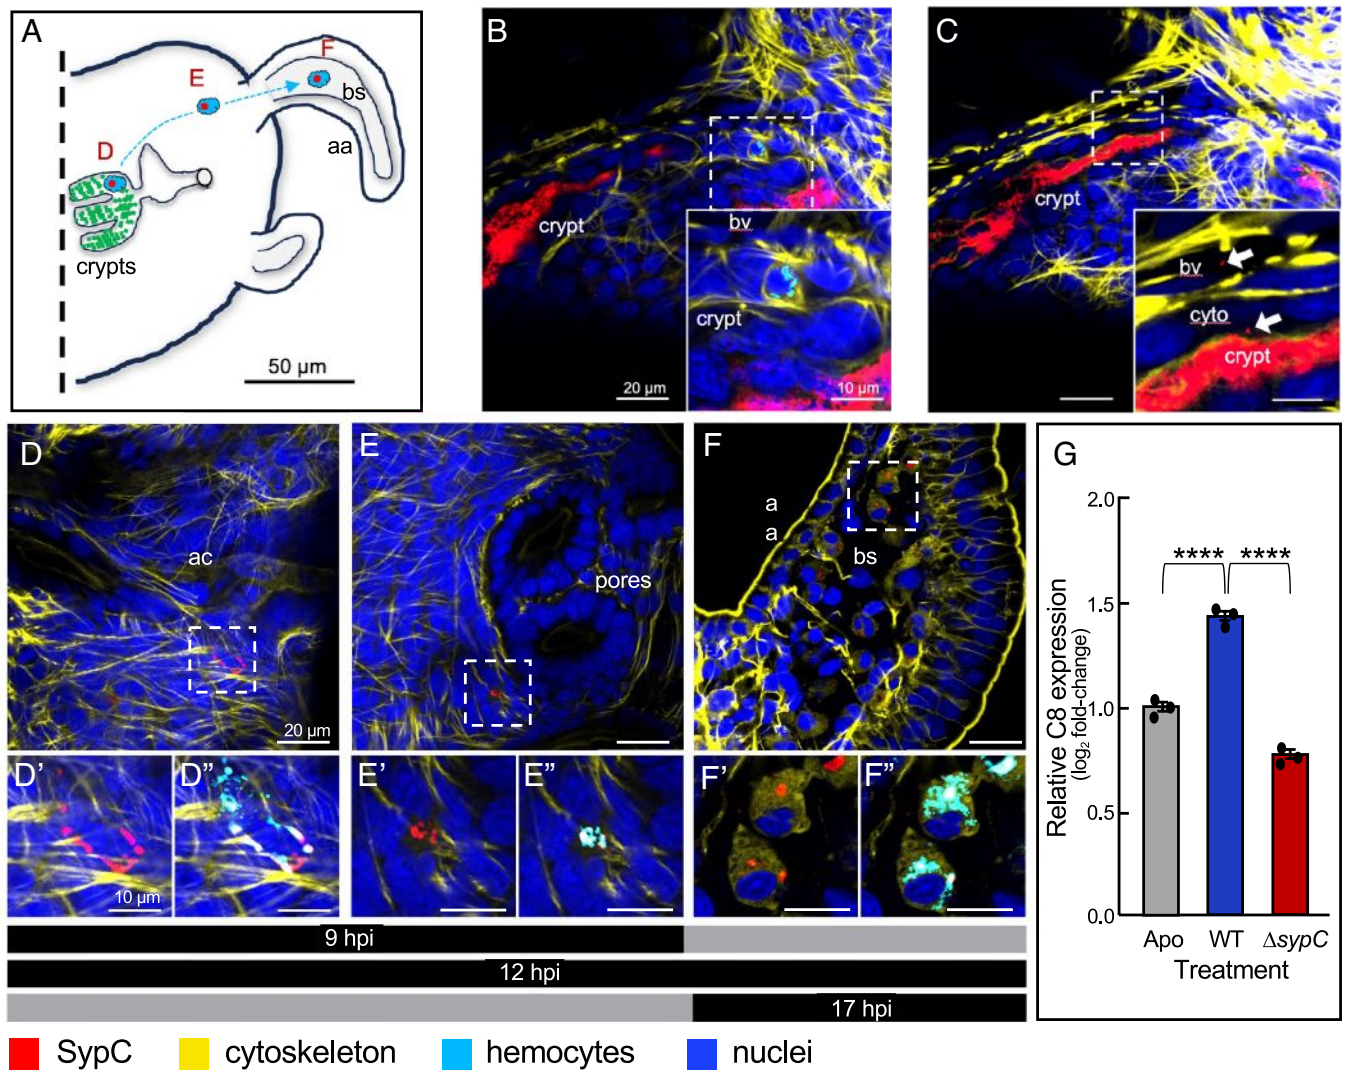 A
F
E
bs
aa
D
crypts
50 µm
B
crypt
bv
crypt
20 µm
10 µm
C
crypt
bv
cyto
crypt
D
ac
20 µm
E
pores
F
a
a
bs
D'
10 µm
D"
E'
E"
F'
F"
9 hpi
12 hpi
17 hpi
G
Relative C8 expression
(log₂ fold-change)
2.0
1.5
1.0
0.5
0.0
**** ****
Apo WT ΔsypC
Treatment
SypC cytoskeleton hemocytes nuclei